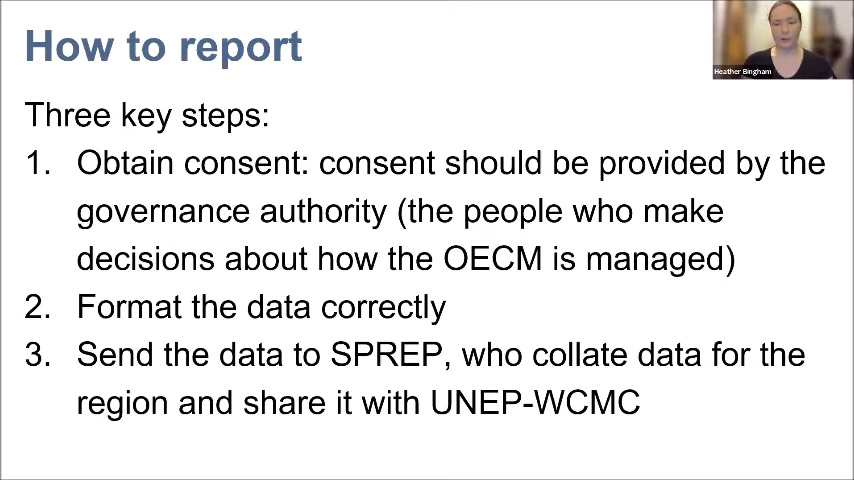 How to report
Heather Bingham
Three key steps:
1. Obtain consent: consent should be provided by the
governance authority (the people who make
decisions about how the OECM is managed)
2. Format the data correctly
3. Send the data to SPREP, who collate data for the
region and share it with UNEP-WCMC